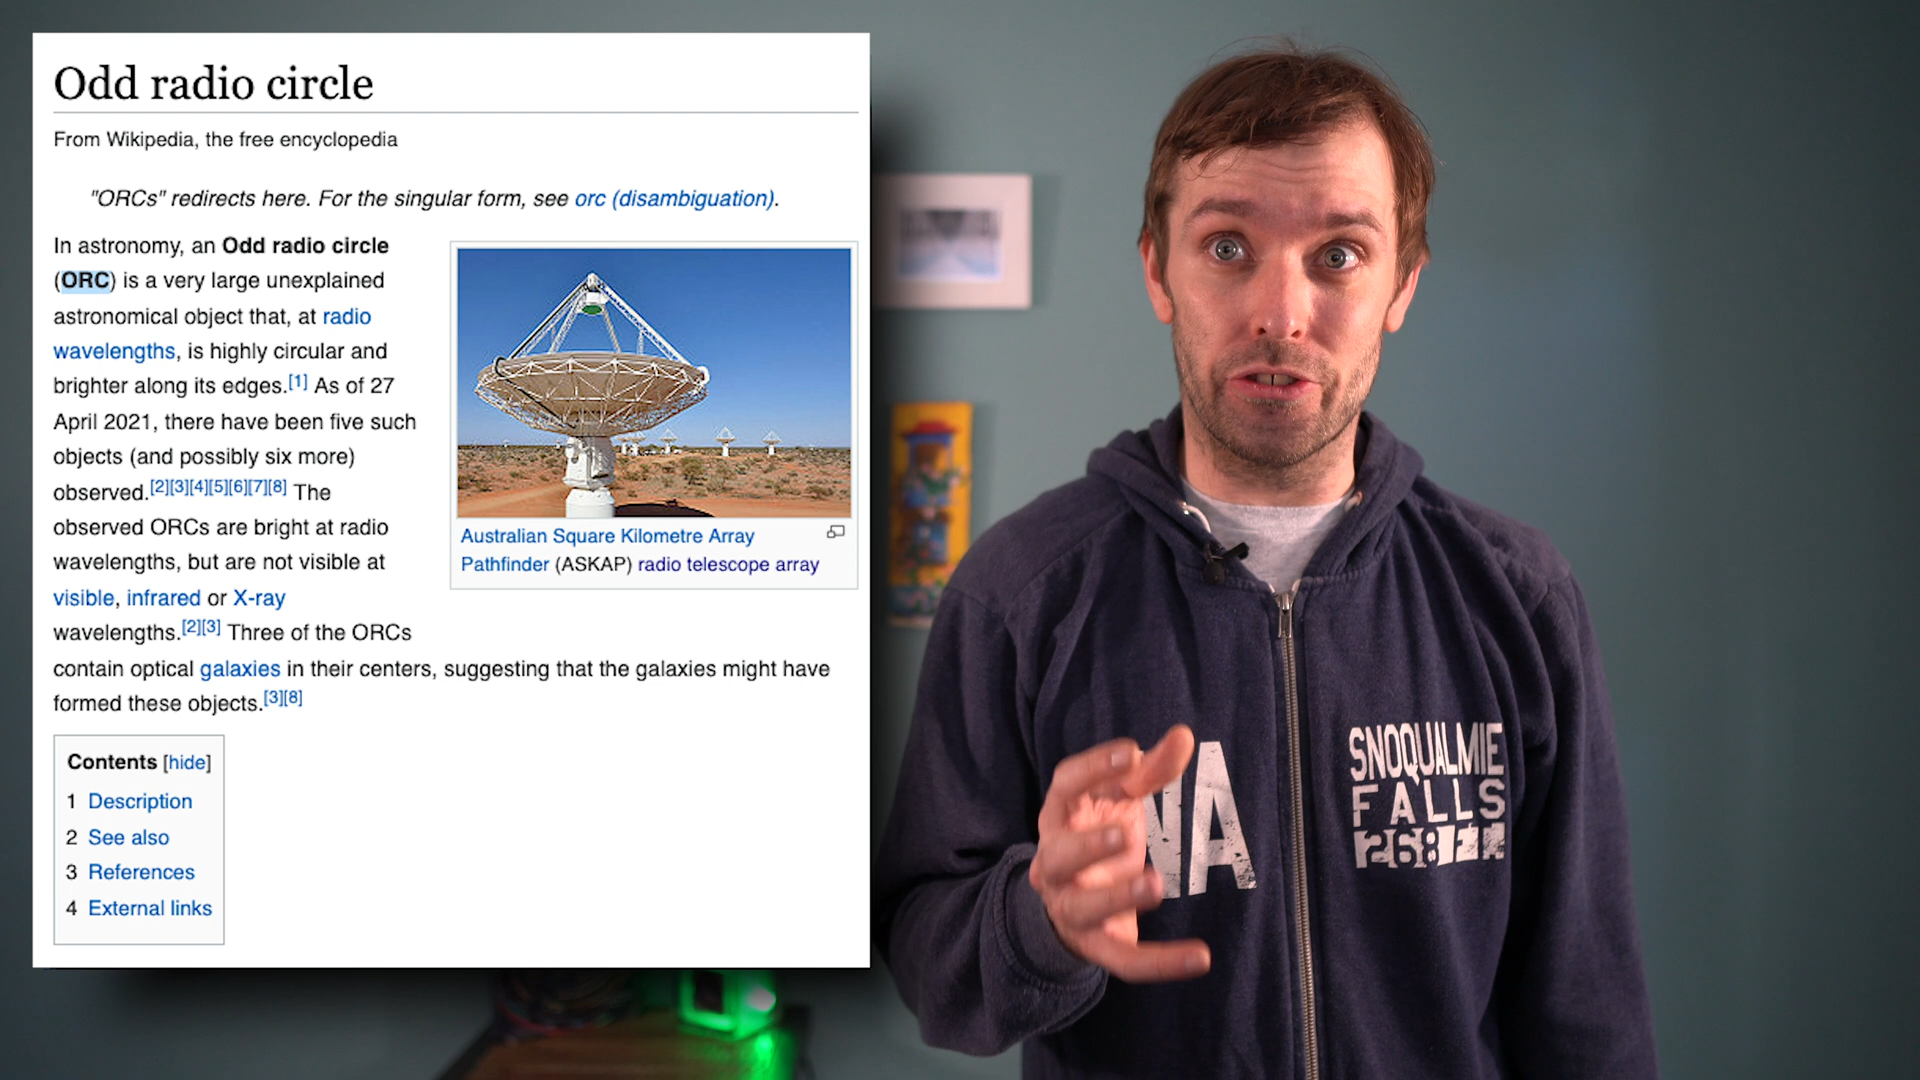 Odd radio circle
From Wikipedia, the free encyclopedia
"ORCs" redirects here. For the singular form, see orc (disambiguation).
In astronomy, an Odd radio circle
(ORC) is a very large unexplained
astronomical object that, at radio
wavelengths, is highly circular and
brighter along its edges.[1] As of 27
April 2021, there have been five such
objects (and possibly six more)
observed.[2][3][4][5][6][7][8] The
observed ORCs are bright at radio
wavelengths, but are not visible at
visible, infrared or X-ray
wavelengths.[2][3] Three of the ORCs
contain optical galaxies in their centers, suggesting that the galaxies might have
formed these objects.[3][8]
Australian Square Kilometre Array
Pathfinder (ASKAP) radio telescope array
Contents [hide]
1 Description
2 See also
3 References
4 External links
SNOQUALMIE
FALLS
268